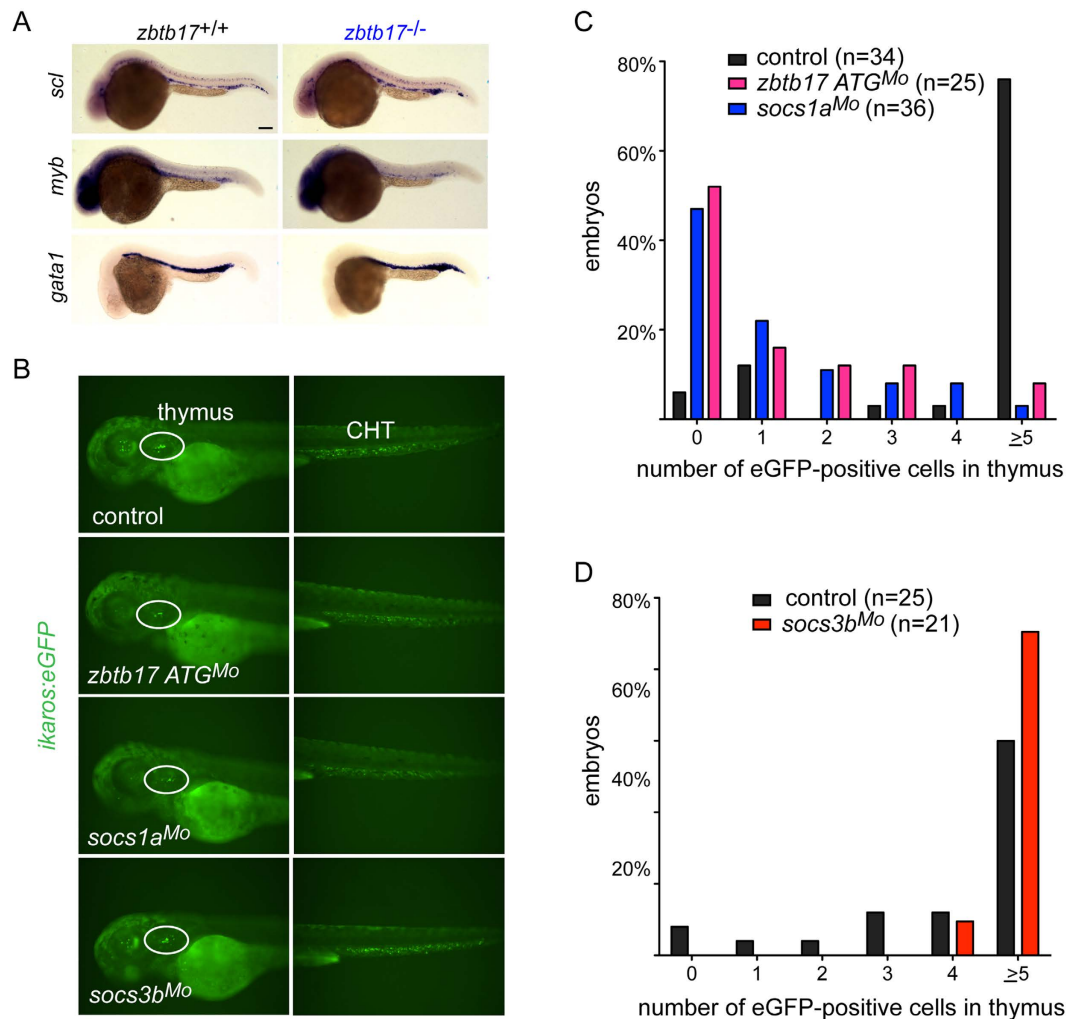 A
zbtb17+/+
zbtb17-/-
scl
myb
gata1
B
thymus
CHT
control
zbtb17 ATGMo
socs1aMo
socs3bMo
ikaros:eGFP
C
control (n=34)
zbtb17 ATGMo (n=25)
socs1aMo (n=36)
80%
60%
40%
20%
embryos
0 1 2 3 4 ≥5
number of eGFP-positive cells in thymus
D
control (n=25)
socs3bMo (n=21)
80%
60%
40%
20%
embryos
0 1 2 3 4 ≥5
number of eGFP-positive cells in thymus